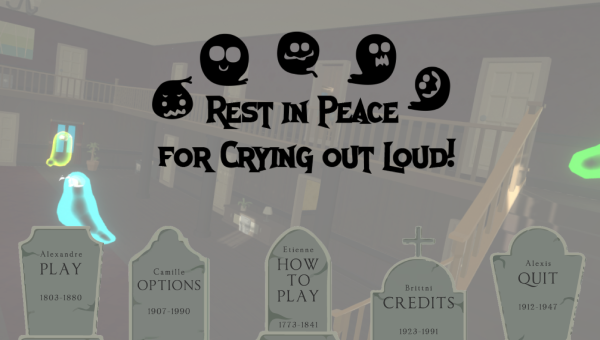 Rest in Peace
for Crying out Loud!
Alexandre
PLAY
1803-1880
Camille
OPTIONS
1907-1990
Etienne
HOW
TO
PLAY
1773-1841
Brittni
CREDITS
1923-1991
Alexis
QUIT
1912-1947